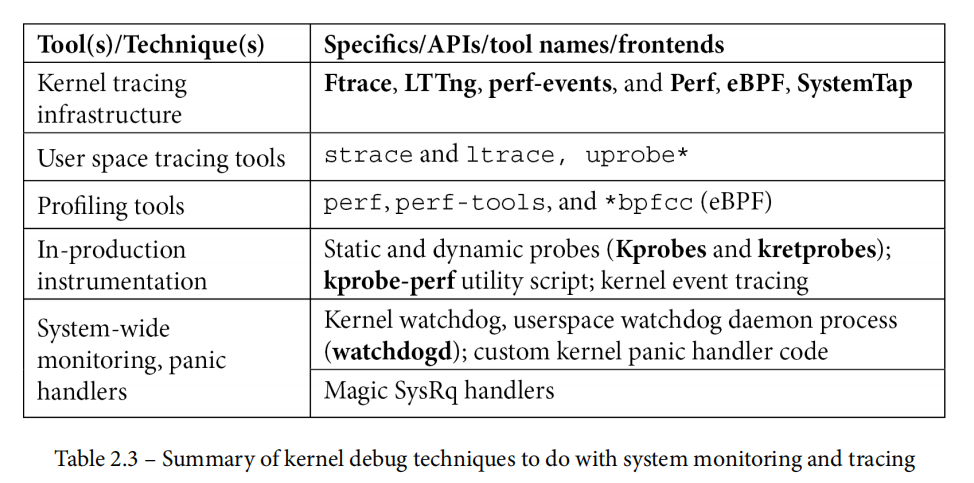 Tool(s)/Technique(s) Specifics/APIs/tool names/frontends
Kernel tracing
infrastructure
Ftrace, LTTng, perf-events, and Perf, eBPF, SystemTap
User space tracing tools strace and ltrace, uprobe*
Profiling tools perf, perf-tools, and *bpfcc (eBPF)
In-production
instrumentation
Static and dynamic probes (Kprobes and kretprobes);
kprobe-perf utility script; kernel event tracing
System-wide
monitoring, panic
handlers
Kernel watchdog, userspace watchdog daemon process
(watchdogd); custom kernel panic handler code
Magic SysRq handlers
Table 2.3 – Summary of kernel debug techniques to do with system monitoring and tracing